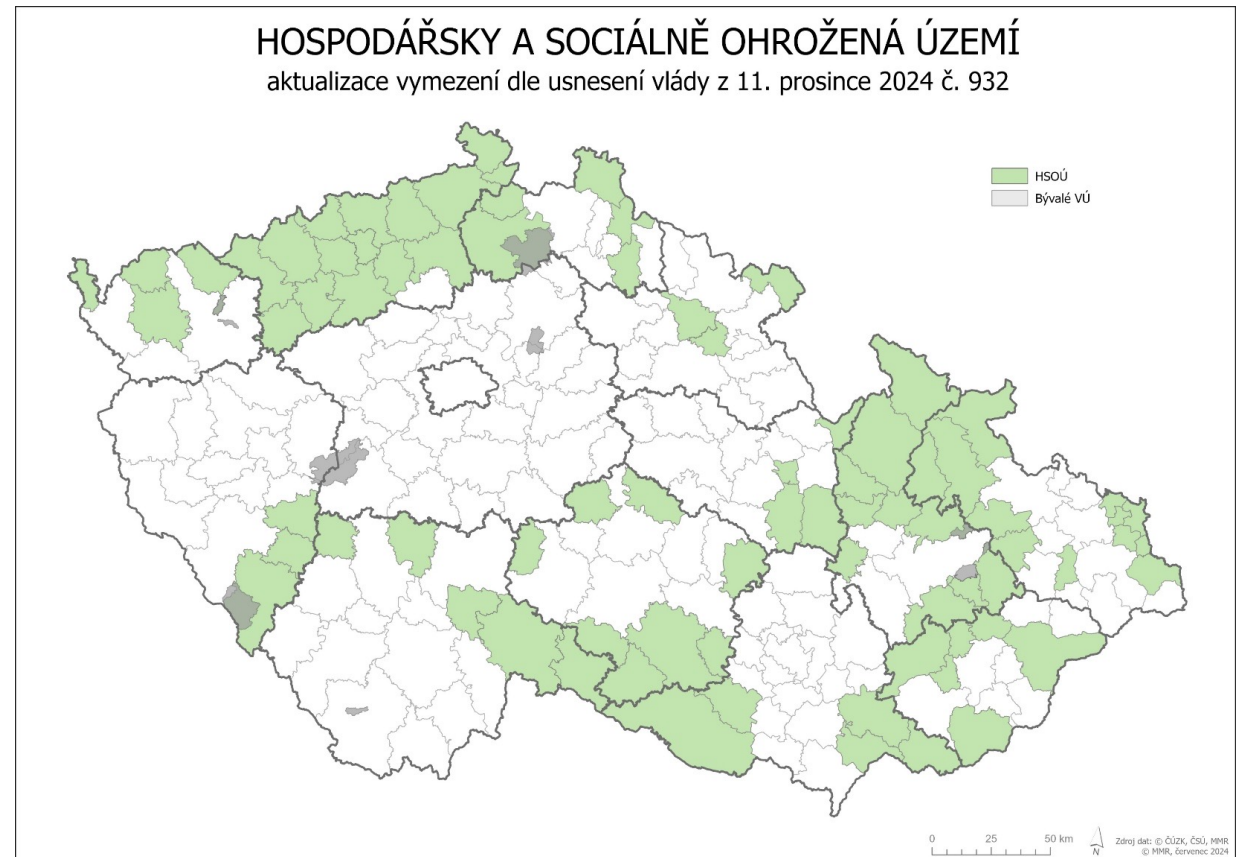 HOSPODÁŘSKY A SOCIÁLNĚ OHROŽENÁ ÚZEMÍ
aktualizace vymezení dle usnesení vlády z 11. prosince 2024 č. 932
HSOÚ
Bývalé VÚ
0 25 50 km
N
Zdroj dat: © ČÚZK, ČSÚ, MMR
© MMR, červenec 2024